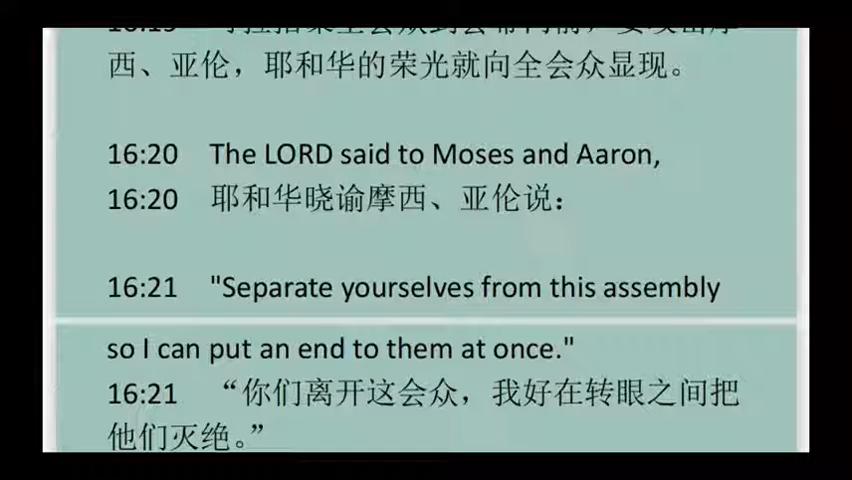 西、亚伦，耶和华的荣光就向全会众显现。
16:20 The LORD said to Moses and Aaron,
16:20 耶和华晓谕摩西、亚伦说：
16:21 "Separate yourselves from this assembly
so I can put an end to them at once."
16:21 “你们离开这会众，我好在转眼之间把
他们灭绝。”